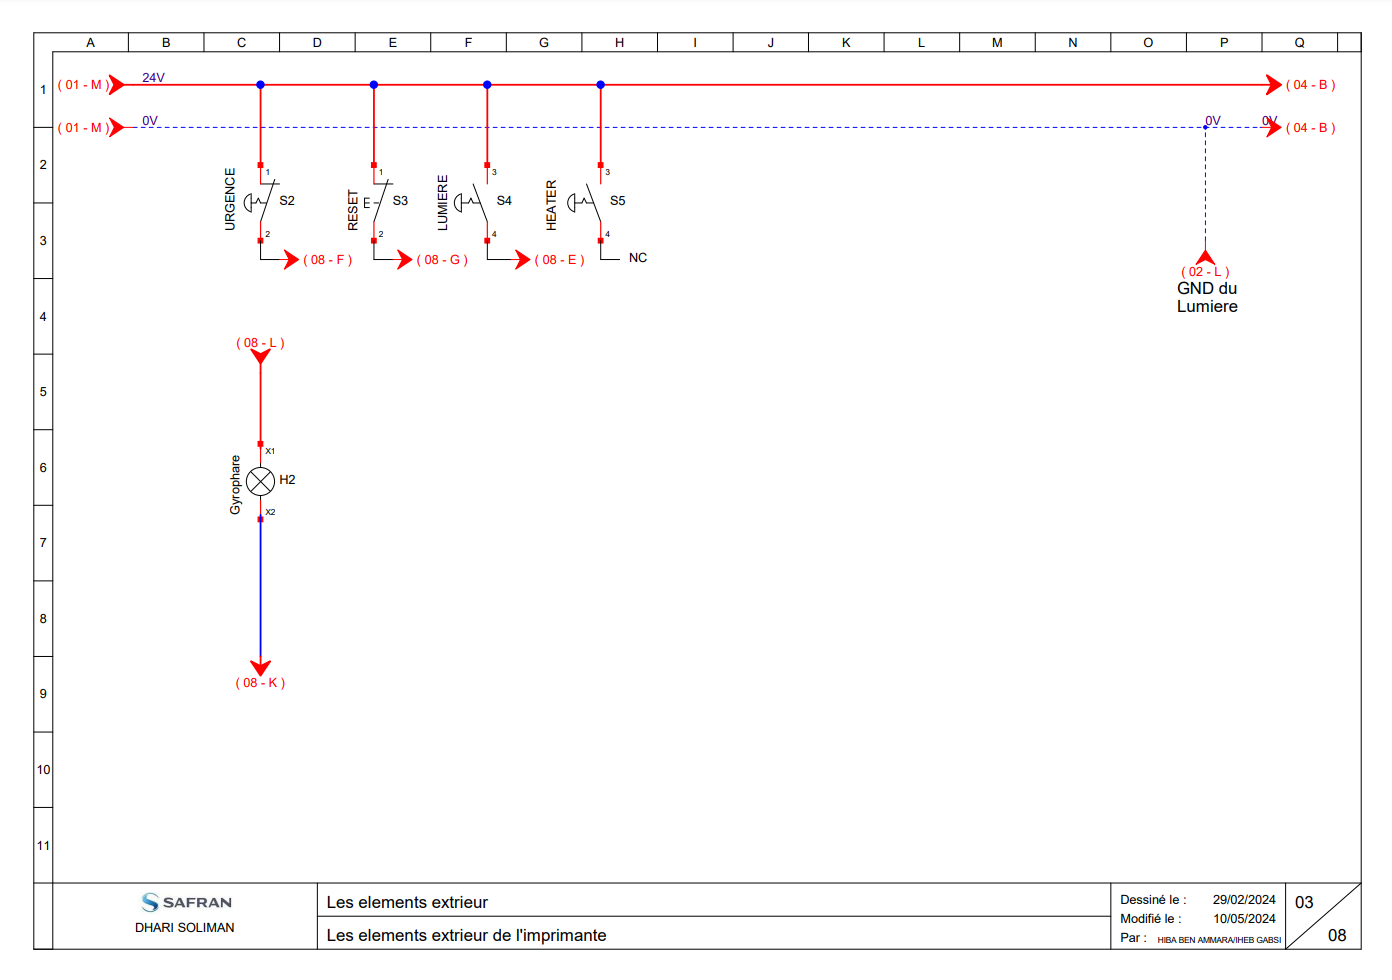 A B C D E F G H I J K L M N O P Q
1
( 01 - M )
24V
( 04 - B )
( 01 - M )
0V
0V
0V
( 04 - B )
2
1
1
3
3
URGENCE
S2
RESET
E
S3
LUMIERE
S4
HEATER
S5
3
2
2
4
4
( 08 - F )
( 08 - G )
( 08 - E )
NC
( 02 - L )
GND du
Lumiere
4
( 08 - L )
5
6
X1
Gyrophare
H2
X2
7
8
( 08 - K )
9
10
11
SAFRAN
DHARI SOLIMAN
Les elements extrieur
Les elements extrieur de l'imprimante
Dessiné le : 29/02/2024
Modifié le : 10/05/2024
Par : HIBA BEN AMMARA/IHEB GABSI
03
08